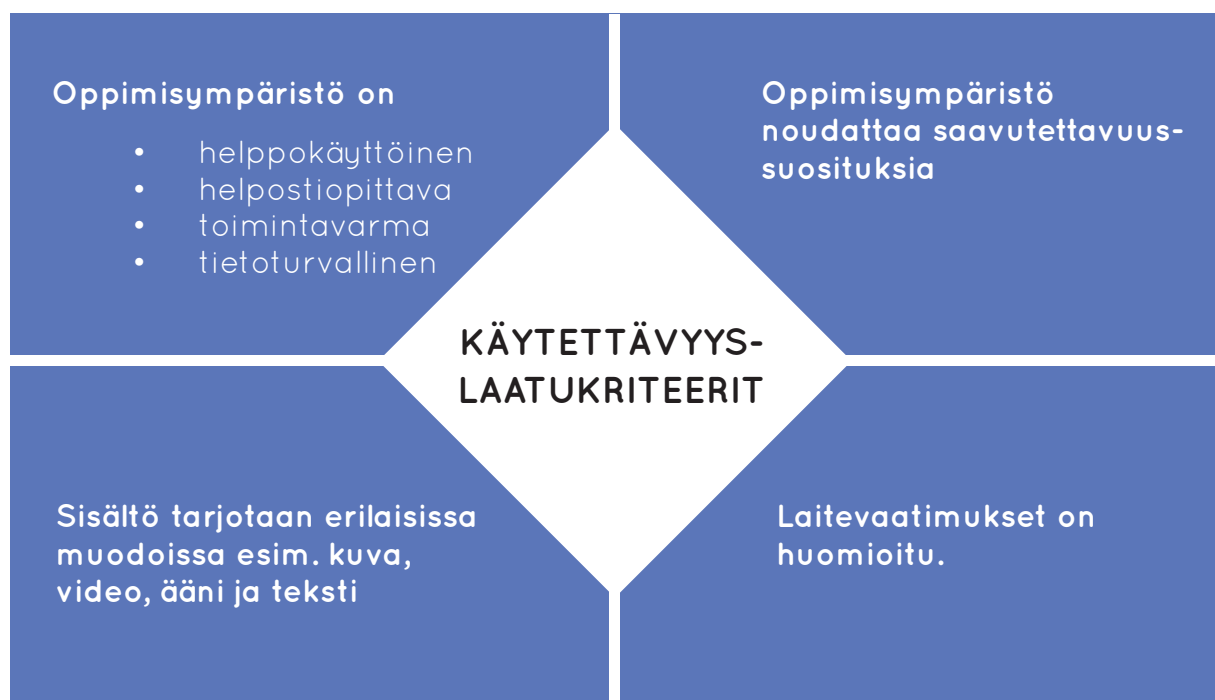 Oppimisympäristö on
• helppokäyttöinen
• helpostiopittava
• toimintavarma
• tietoturvallinen
Oppimisympäristö
noudattaa saavutettavuus-
suosituksia
KÄYTETTÄVYYS-
LAATUKRITEERIT
Sisältö tarjotaan erilaisissa
muodoissa esim. kuva,
video, ääni ja teksti
Laitevaatimukset on
huomioitu.